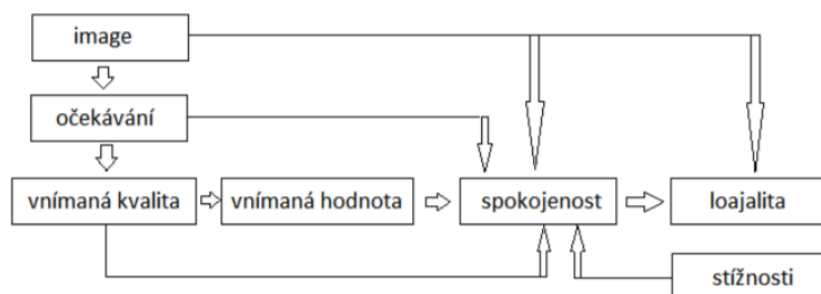 image
očekávání
vnímaná kvalita
vnímaná hodnota
spokojenost
loajalita
stížnosti